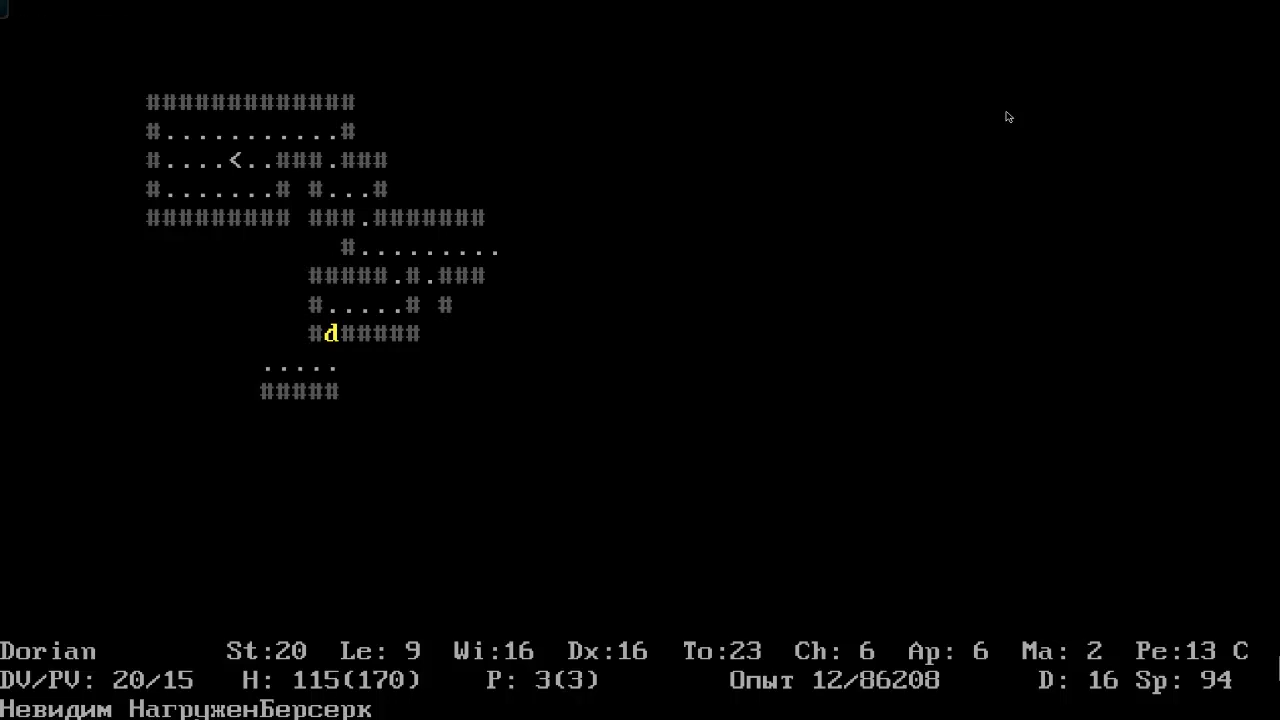 #############
#...........#
#....<..###.###
#.......# #...#
######### ###.#######
#.........
#####.#.###
#.....# #
#d#####
.....
#####
Dorian St:20 Le: 9 Wi:16 Dx:16 To:23 Ch: 6 Ap: 6 Ma: 2 Pe:13 C
DV/PV: 20/15 H: 115(170) P: 3(3) Опыт 12/86208 D: 16 Sp: 94
Невидим НагруженБерсерк